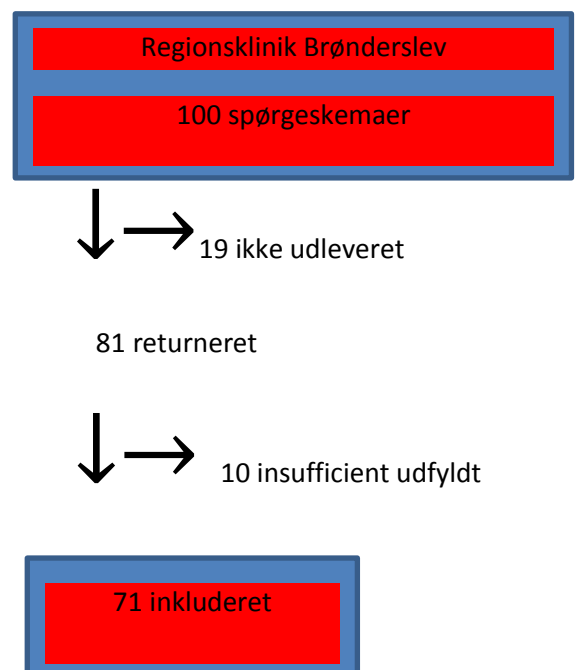 Regionsklinik Brønderslev
100 spørgeskemaer
19 ikke udleveret
81 returneret
10 insufficient udfyldt
71 inkluderet